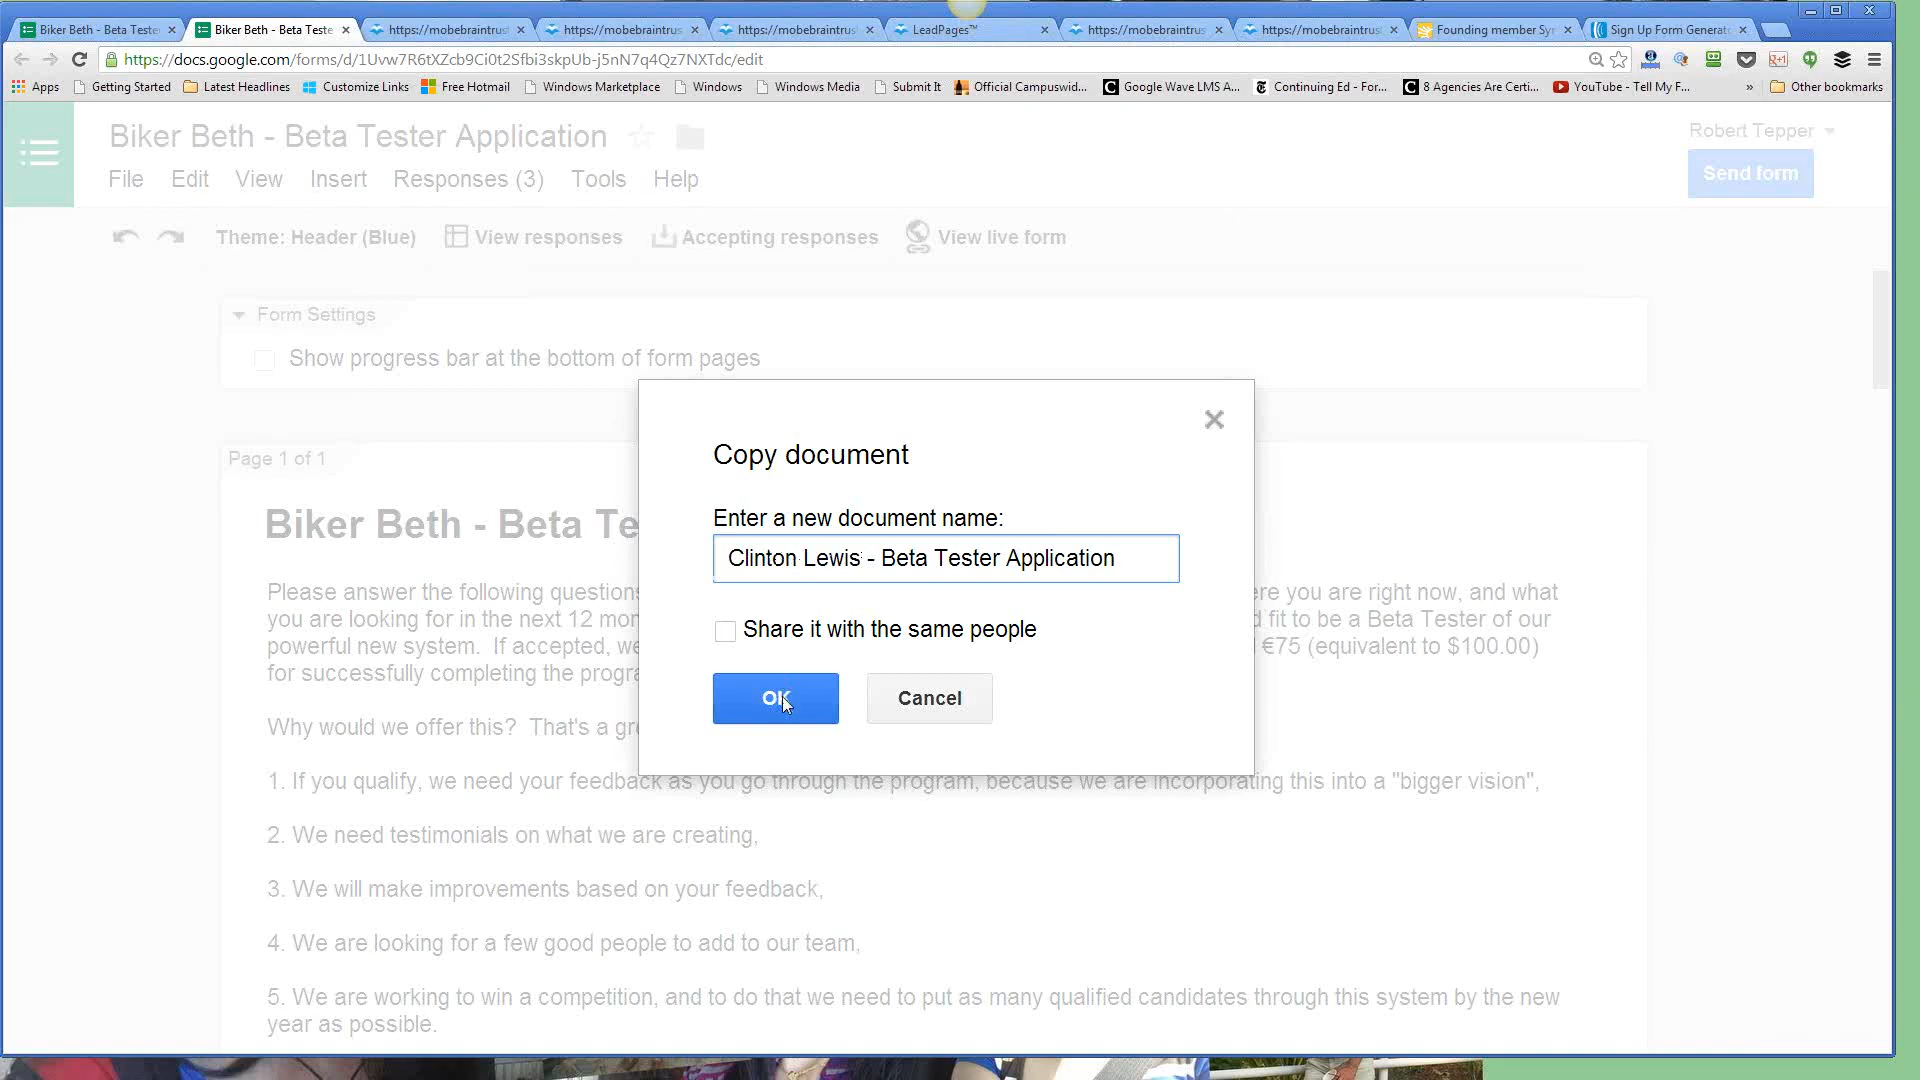 Biker Beth - Beta Teste
Biker Beth - Beta Teste
https://mobebraintrus
https://mobebraintrus
https://mobebraintrust
LeadPages™
https://mobebraintrus
https://mobebraintrust
Founding member Syn
Sign Up Form Generato
https://docs.google.com/forms/d/1Uvw7R6tXZcb9Ci0t2Sfbi3skpUb-j5nN7q4Qz7NXTdc/edit
Apps
Getting Started
Latest Headlines
Customize Links
Free Hotmail
Windows Marketplace
Windows
Windows Media
Submit It
Official Campuswid...
Google Wave LMS A...
Continuing Ed - For...
8 Agencies Are Certi...
YouTube - Tell My F...
»
Other bookmarks
Biker Beth - Beta Tester Application
Robert Tepper
File Edit View Insert Responses (3) Tools Help
Send form
Theme: Header (Blue)
View responses
Accepting responses
View live form
Form Settings
Show progress bar at the bottom of form pages
Page 1 of 1
Biker Beth - Beta Te
Please answer the following questions
ere you are right now, and what
you are looking for in the next 12 mon
d fit to be a Beta Tester of our
powerful new system. If accepted, we
€75 (equivalent to $100.00)
for successfully completing the progra
Why would we offer this? That's a gre
1. If you qualify, we need your feedback as you go through the program, because we are incorporating this into a "bigger vision",
2. We need testimonials on what we are creating,
3. We will make improvements based on your feedback,
4. We are looking for a few good people to add to our team,
5. We are working to win a competition, and to do that we need to put as many qualified candidates through this system by the new
year as possible.
Copy document
Enter a new document name:
Clinton Lewis - Beta Tester Application
Share it with the same people
OK
Cancel